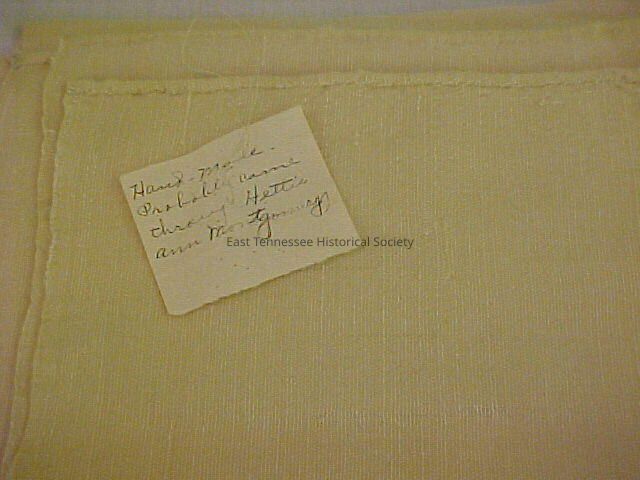 Hand-Made.
Probably came
through Hettie
Ann Montgomery
East Tennessee Historical Society